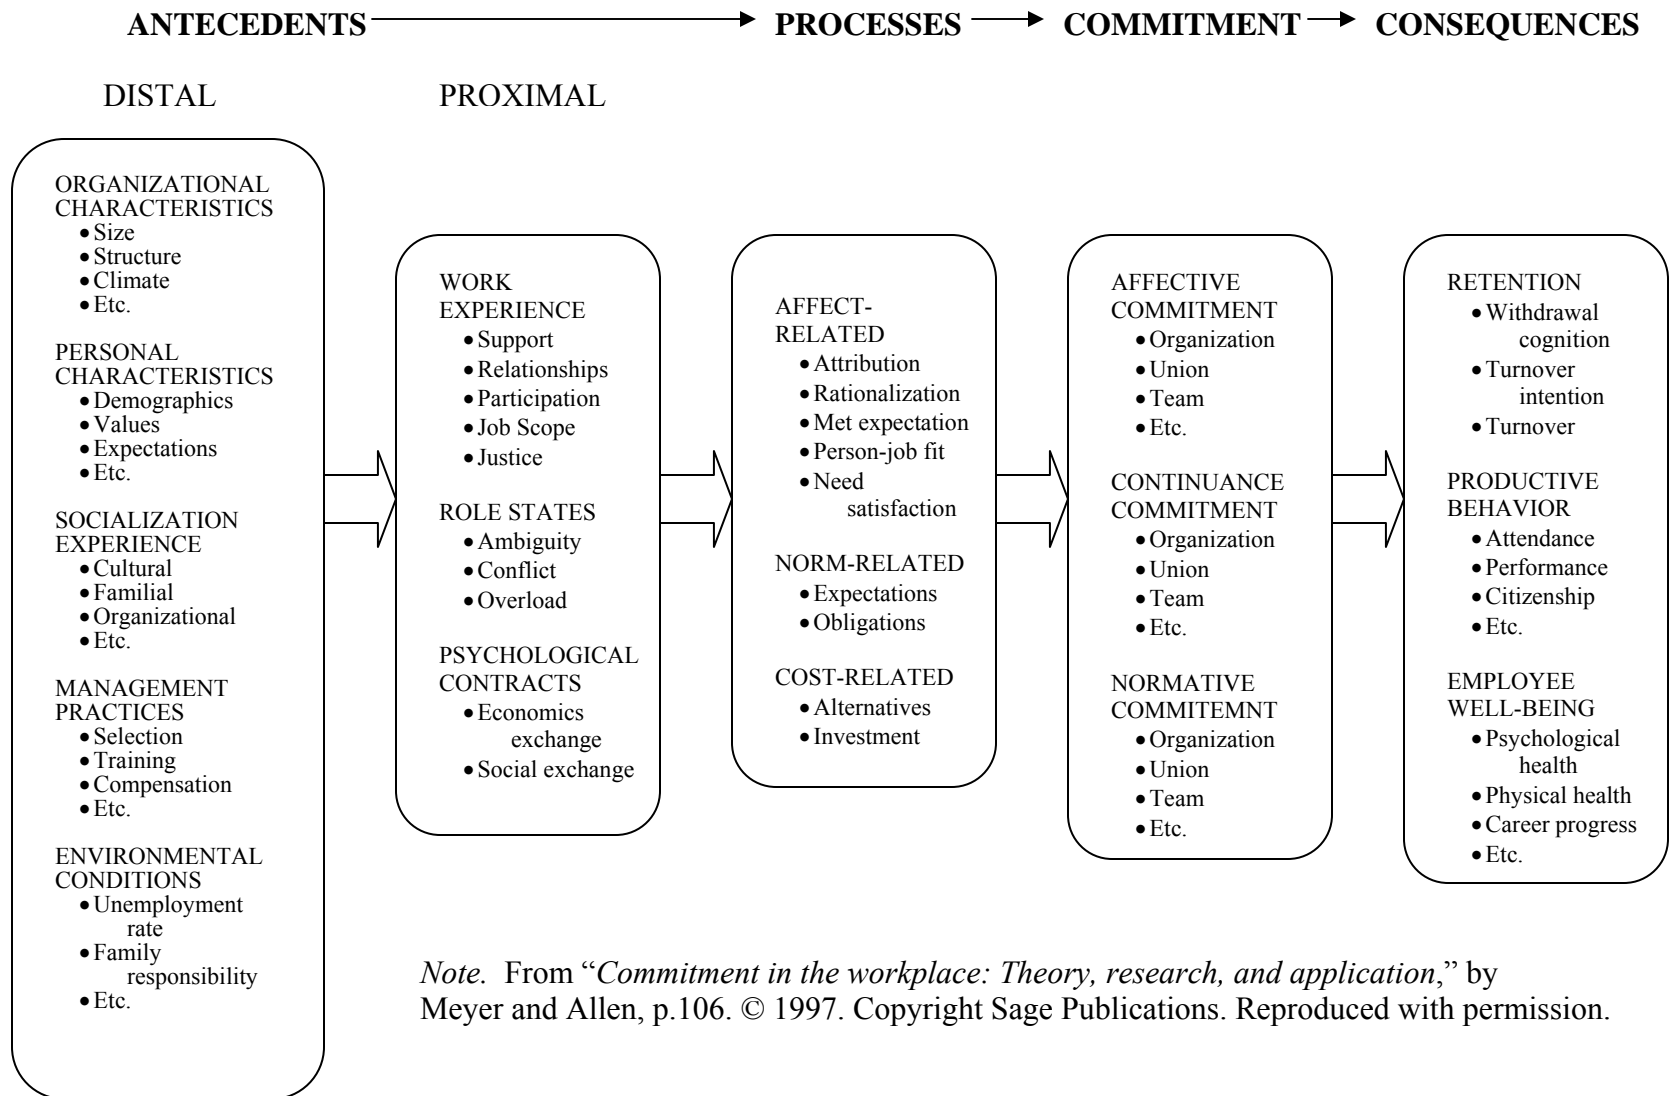 ANTECEDENTS PROCESSES COMMITMENT CONSEQUENCES
DISTAL PROXIMAL
ORGANIZATIONAL
CHARACTERISTICS
• Size
• Structure
• Climate
• Etc.
PERSONAL
CHARACTERISTICS
• Demographics
• Values
• Expectations
• Etc.
SOCIALIZATION
EXPERIENCE
• Cultural
• Familial
• Organizational
• Etc.
MANAGEMENT
PRACTICES
• Selection
• Training
• Compensation
• Etc.
ENVIRONMENTAL
CONDITIONS
• Unemployment
rate
• Family
responsibility
• Etc.
WORK
EXPERIENCE
• Support
• Relationships
• Participation
• Job Scope
• Justice
ROLE STATES
• Ambiguity
• Conflict
• Overload
PSYCHOLOGICAL
CONTRACTS
• Economics
exchange
• Social exchange
AFFECT-
RELATED
• Attribution
• Rationalization
• Met expectation
• Person-job fit
• Need
satisfaction
NORM-RELATED
• Expectations
• Obligations
COST-RELATED
• Alternatives
• Investment
AFFECTIVE
COMMITMENT
• Organization
• Union
• Team
• Etc.
CONTINUANCE
COMMITMENT
• Organization
• Union
• Team
• Etc.
NORMATIVE
COMMITEMNT
• Organization
• Union
• Team
• Etc.
RETENTION
• Withdrawal
cognition
• Turnover
intention
• Turnover
PRODUCTIVE
BEHAVIOR
• Attendance
• Performance
• Citizenship
• Etc.
EMPLOYEE
WELL-BEING
• Psychological
health
• Physical health
• Career progress
• Etc.
Note. From “Commitment in the workplace: Theory, research, and application,” by
Meyer and Allen, p.106. © 1997. Copyright Sage Publications. Reproduced with permission.